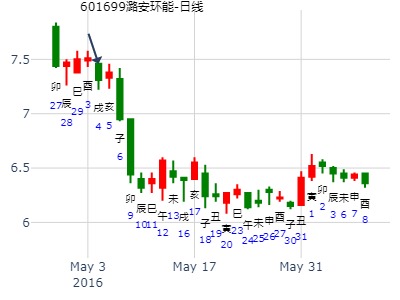 601699潞安环能-日线
7.5
7
6.5
6
卯
27
辰
28
巳
29
酉
3
戌
4
亥
5
子
6
卯
9
辰
10
巳
11
午
12
未
13
戌
16
亥
17
子
18
丑
19
寅
20
巳
23
午
24
未
25
申
26
酉
27
子
30
丑
31
寅
1
卯
2
辰
3
未
6
申
7
酉
8
May 3
2016
May 17
May 31